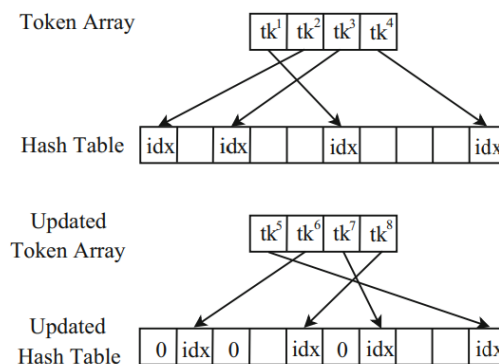 Token Array tk¹ tk² tk³ tk⁴
Hash Table idx idx idx idx
Updated
Token Array tk⁵ tk⁶ tk⁷ tk⁸
Updated
Hash Table 0 idx 0 idx 0 idx idx